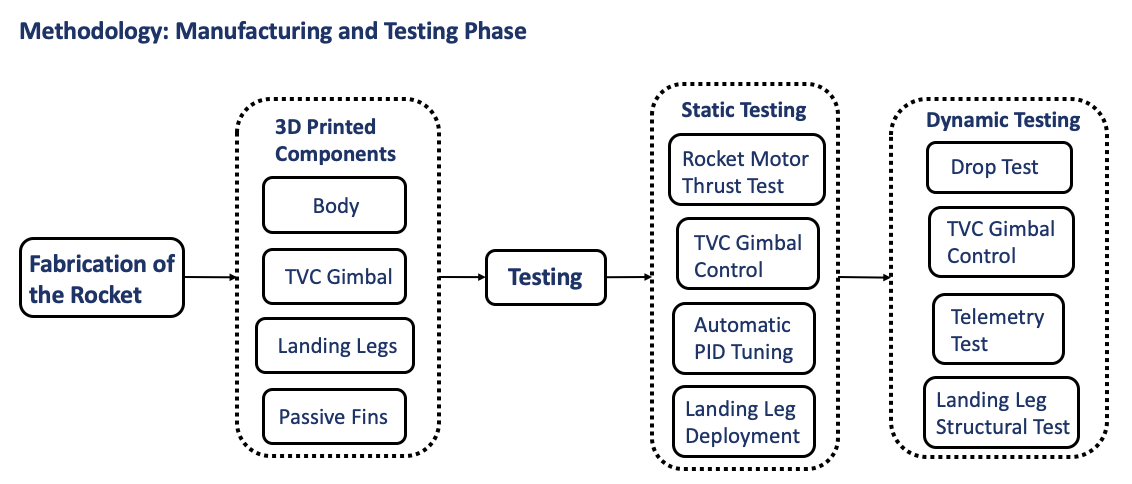 Methodology: Manufacturing and Testing Phase
Fabrication of
the Rocket
3D Printed
Components
Body
TVC Gimbal
Landing Legs
Passive Fins
Testing
Static Testing
Rocket Motor
Thrust Test
TVC Gimbal
Control
Automatic
PID Tuning
Landing Leg
Deployment
Dynamic Testing
Drop Test
TVC Gimbal
Control
Telemetry
Test
Landing Leg
Structural Test